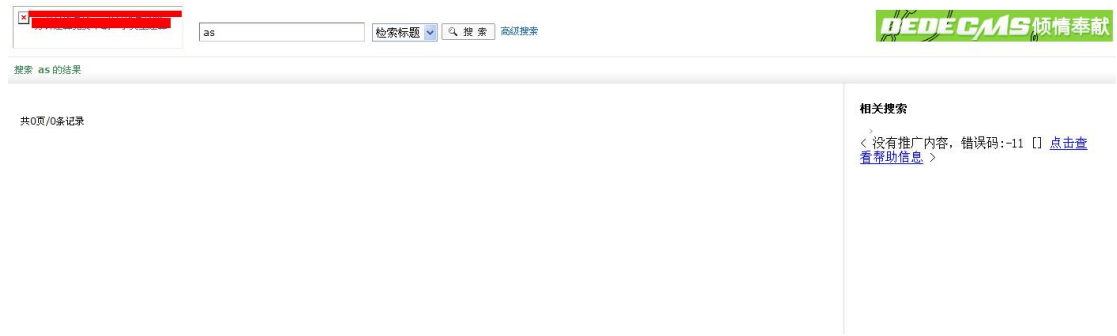 as 检索标题 搜 索 高级搜索 DEDECMS倾情奉献
搜索 as 的结果
共0页/0条记录
相关搜索
< 没有推广内容，错误码:-11 [] 点击查
看帮助信息 >